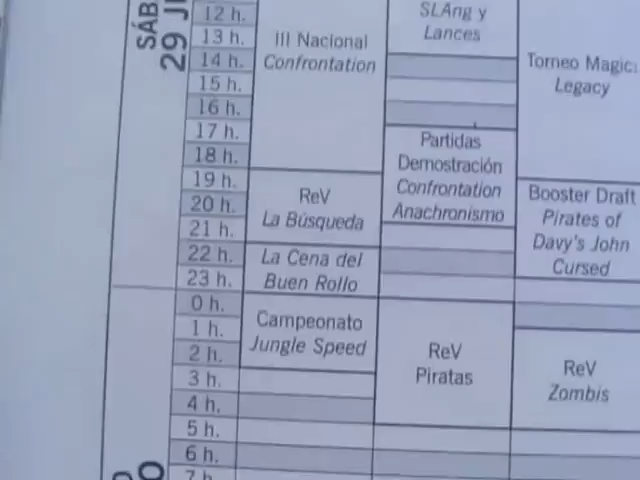 SÁB
29 J
12 h.
13 h.
14 h.
15 h.
16 h.
17 h.
18 h.
19 h.
20 h.
21 h.
22 h.
23 h.
0 h.
1 h.
2 h.
3 h.
4 h.
5 h.
6 h.
7 h.
III Nacional
Confrontation
ReV
La Búsqueda
La Cena del
Buen Rollo
Campeonato
Jungle Speed
SLAng y
Lances
Partidas
Demostración
Confrontation
Anachronismo
ReV
Piratas
Torneo Magic:
Legacy
Booster Draft
Pirates of
Davy's John
Cursed
ReV
Zombis